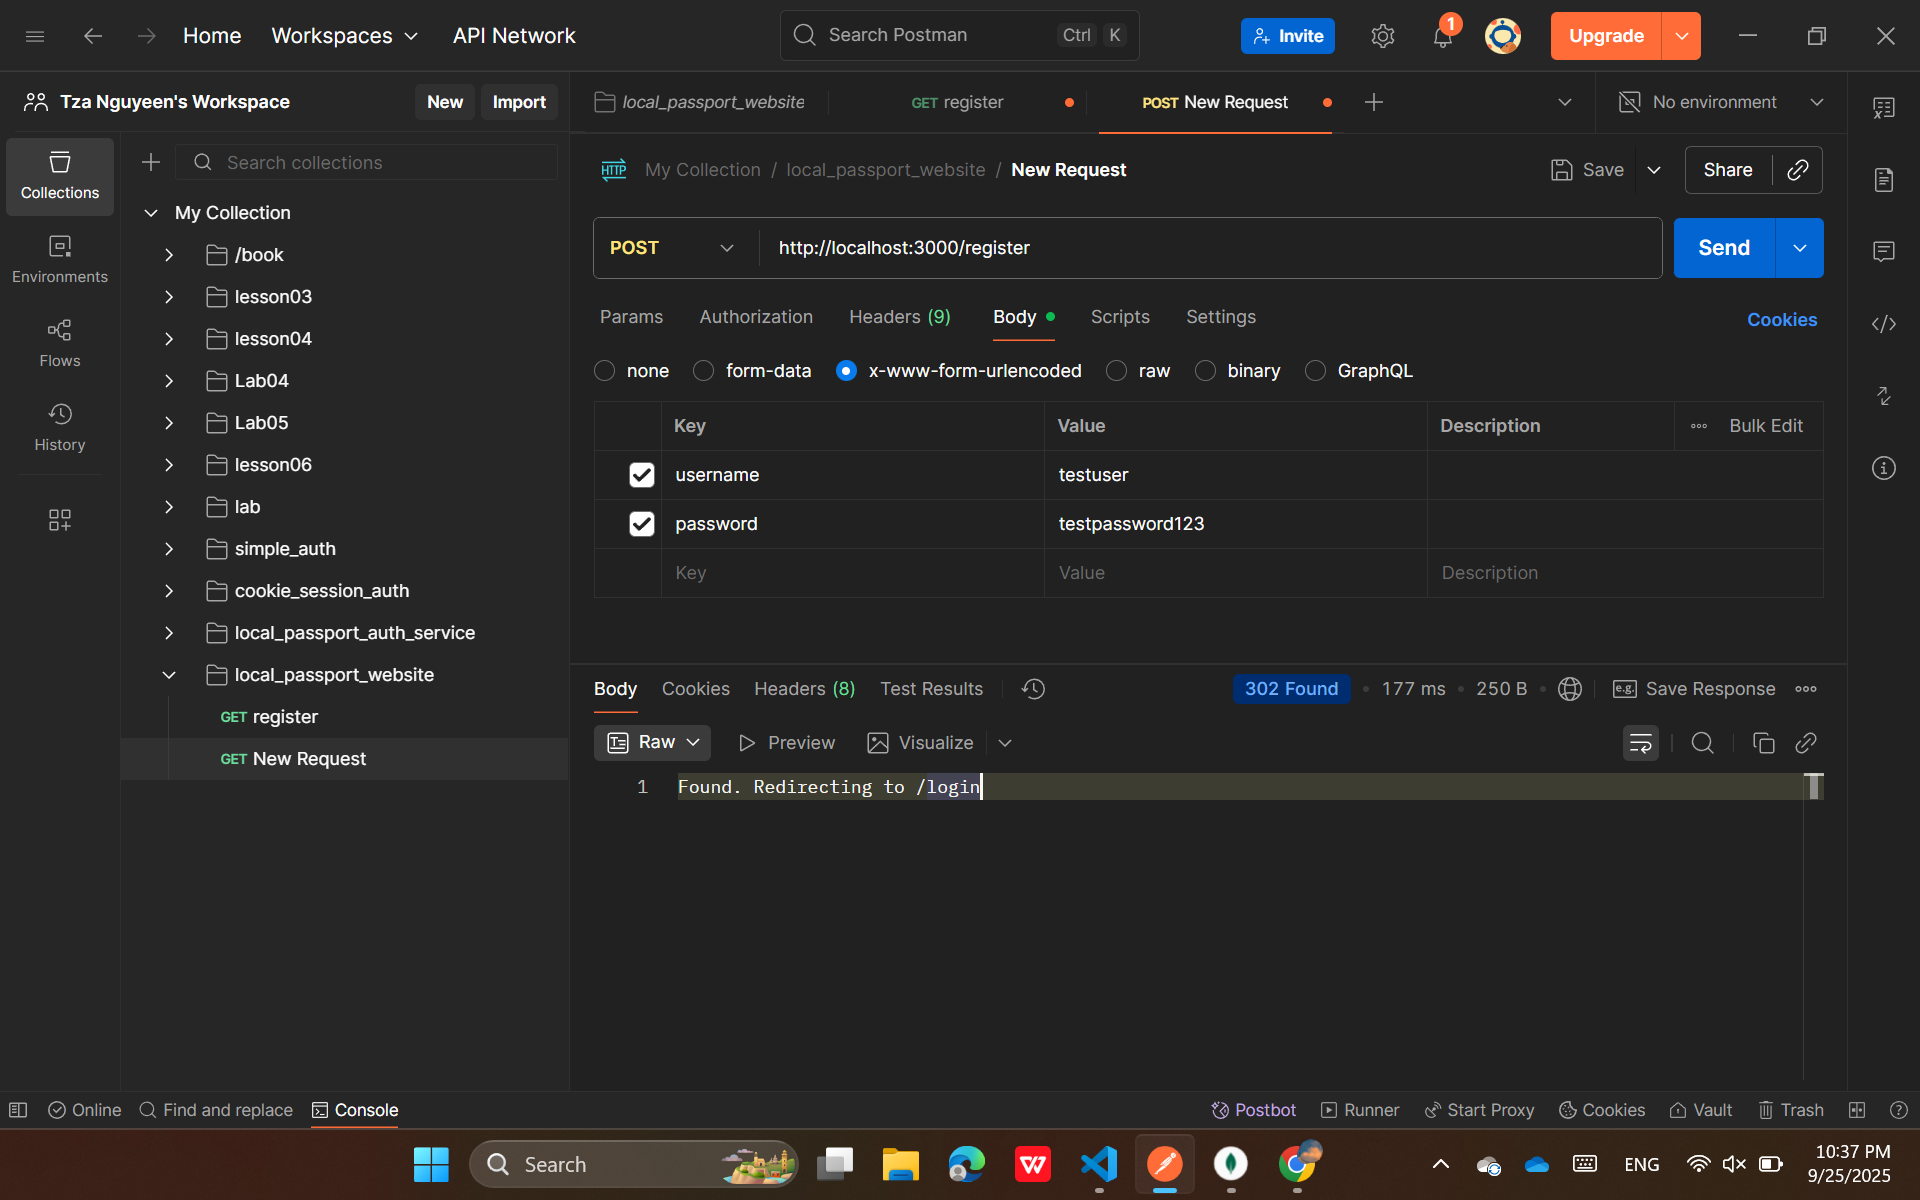 Home
Workspaces
API Network
Search Postman
Ctrl K
Invite
1
Upgrade
Tza Nguyeen's Workspace
New
Import
local_passport_website
GET register
POST New Request
No environment
Collections
Search collections
HTTP
My Collection / local_passport_website / New Request
Save
Share
My Collection
Environments
/book
POST
http://localhost:3000/register
Send
lesson03
Flows
lesson04
Params
Authorization
Headers (9)
Body
Scripts
Settings
Cookies
Lab04
none
form-data
x-www-form-urlencoded
raw
binary
GraphQL
History
Lab05
Key
Value
Description
Bulk Edit
lesson06
username
testuser
lab
password
testpassword123
simple_auth
Key
Value
Description
cookie_session_auth
local_passport_auth_service
local_passport_website
Body
Cookies
Headers (8)
Test Results
302 Found
177 ms
250 B
e.g.
Save Response
GET register
Raw
Preview
Visualize
GET New Request
1 Found. Redirecting to /login
Online
Find and replace
Console
Postbot
Runner
Start Proxy
Cookies
Vault
Trash
Search
ENG
10:37 PM
9/25/2025